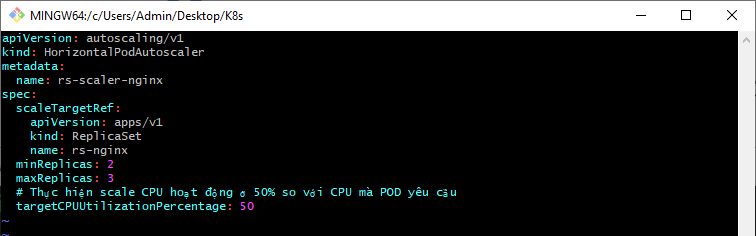 MINGW64:/c/Users/Admin/Desktop/K8s
apiVersion: autoscaling/v1
kind: HorizontalPodAutoscaler
metadata:
  name: rs-scaler-nginx
spec:
  scaleTargetRef:
    apiVersion: apps/v1
    kind: ReplicaSet
    name: rs-nginx
  minReplicas: 2
  maxReplicas: 3
  # Thực hiện scale CPU hoạt động ở 50% so với CPU mà POD yêu cầu
  targetCPUUtilizationPercentage: 50
~
~